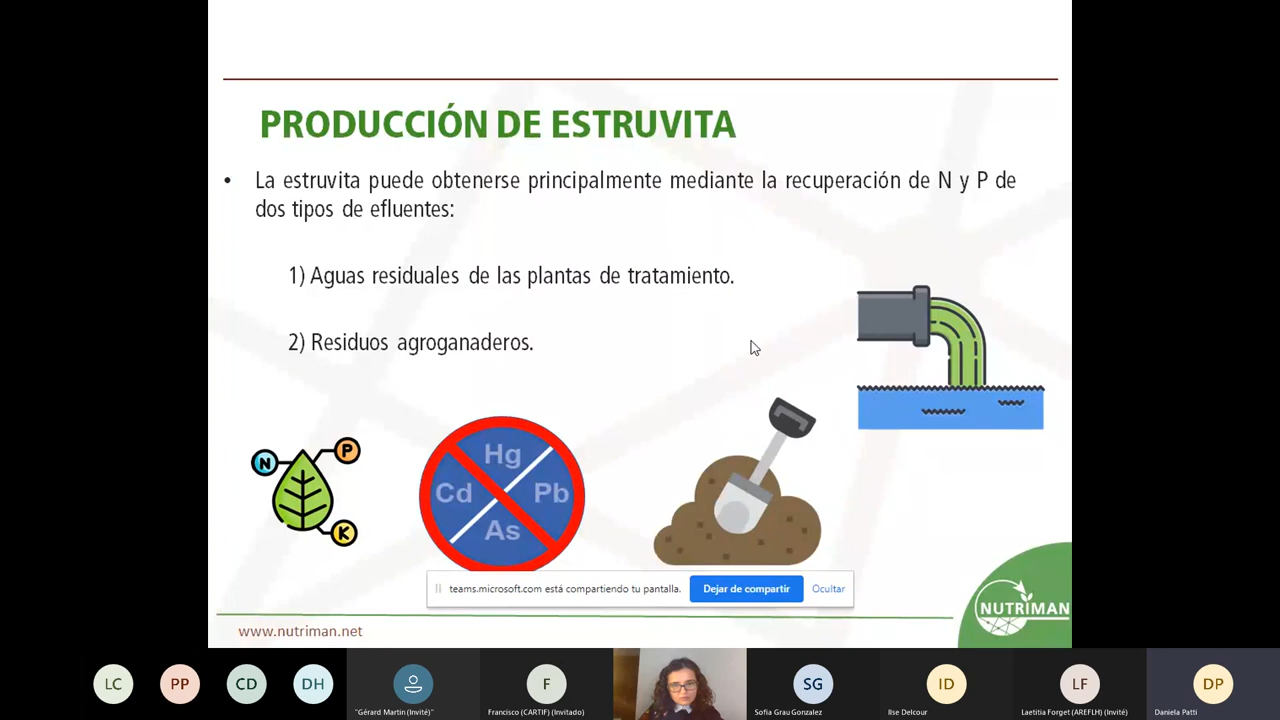 PRODUCCIÓN DE ESTRUVITA
• La estruvita puede obtenerse principalmente mediante la recuperación de N y P de
dos tipos de efluentes:
1) Aguas residuales de las plantas de tratamiento.
2) Residuos agroganaderos.
N
P
K
Hg
Cd
Pb
As
teams.microsoft.com está compartiendo tu pantalla.
Dejar de compartir
Ocultar
www.nutriman.net
NUTRIMAN
LC
PP
CD
DH
"Gérard Martin (Invité)"
F
Francisco (CARTIF) (Invitado)
SG
Sofia Grau Gonzalez
ID
Ilse Delcour
LF
Laetitia Forget (AREFLH) (Invité)
DP
Daniela Patti